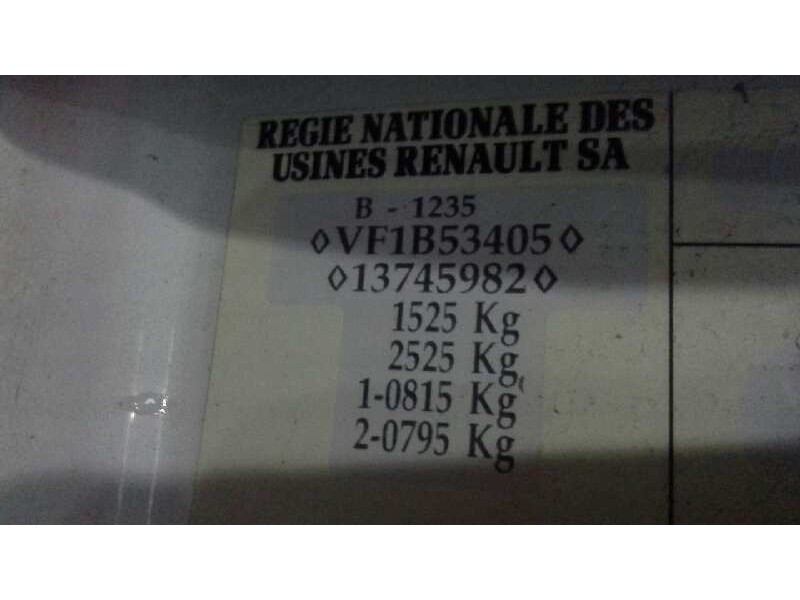 REGIE NATIONALE DES
USINES RENAULT SA
B - 1235
◊VF1B53405◊
◊13745982◊
1525 Kg
2525 Kg
1-0815 Kg
2-0795 Kg